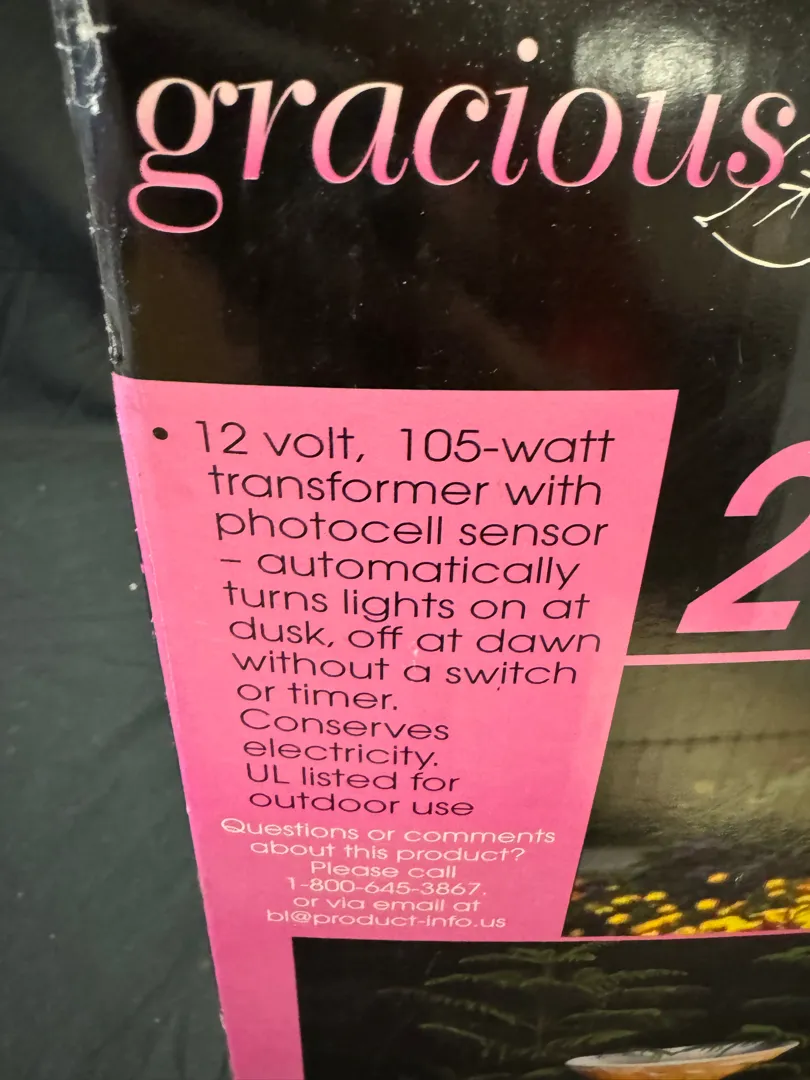 gracious
• 12 volt, 105-watt
transformer with
photocell sensor
– automatically
turns lights on at
dusk, off at dawn
without a switch
or timer.
Conserves
electricity.
UL listed for
outdoor use
Questions or comments
about this product?
Please call
1-800-645-3867.
or via email at
bl@product-info.us
2